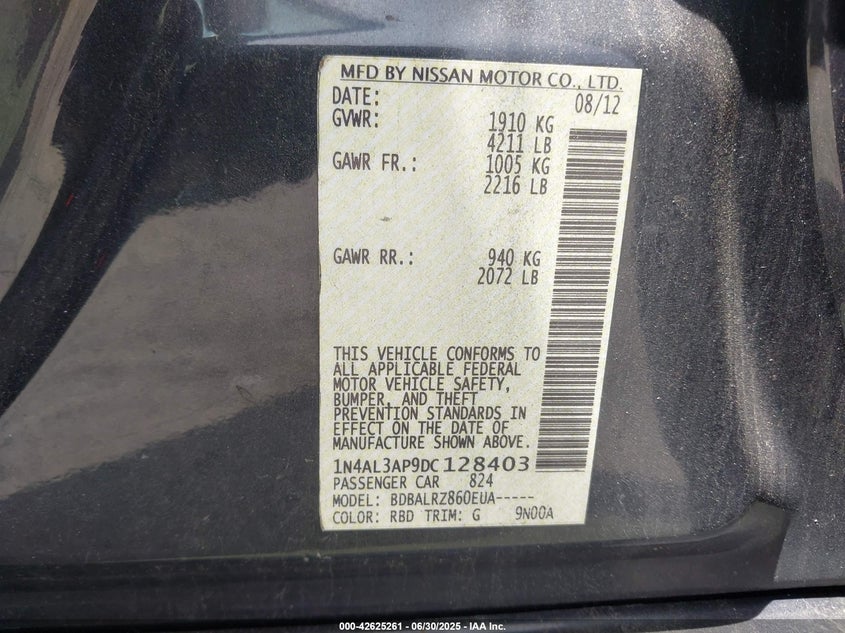 MFD BY NISSAN MOTOR CO., LTD.
DATE: 08/12
GVWR: 1910 KG
4211 LB
GAWR FR.: 1005 KG
2216 LB
GAWR RR.: 940 KG
2072 LB
THIS VEHICLE CONFORMS TO
ALL APPLICABLE FEDERAL
MOTOR VEHICLE SAFETY,
BUMPER, AND THEFT
PREVENTION STANDARDS IN
EFFECT ON THE DATE OF
MANUFACTURE SHOWN ABOVE.
1N4AL3AP9DC128403
PASSENGER CAR 824
MODEL: BDBALRZ860EUA-----
COLOR: RBD TRIM: G 9N00A
000-42625261 - 06/30/2025 - IAA Inc.